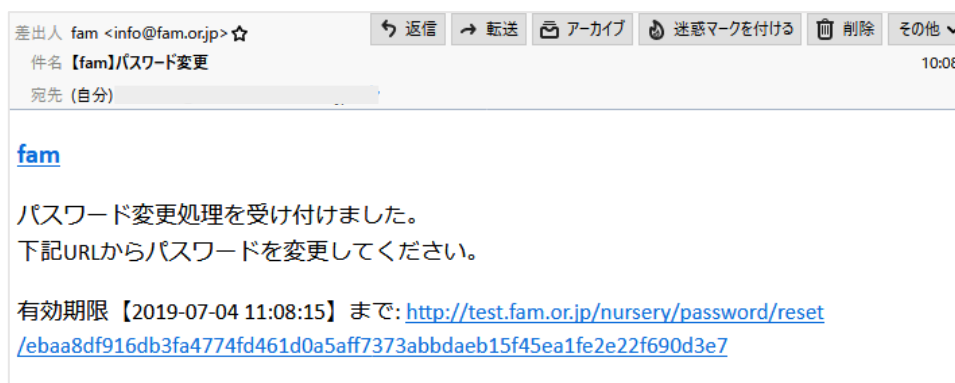 差出人 fam <info@fam.or.jp> 返信 転送 アーカイブ 迷惑マークを付ける 削除 その他
件名 【fam】パスワード変更 10:08
宛先 (自分)
fam
パスワード変更処理を受け付けました。
下記URLからパスワードを変更してください。
有効期限【2019-07-04 11:08:15】まで: http://test.fam.or.jp/nursery/password/reset
/ebaa8df916db3fa4774fd461d0a5aff7373abbdaeb15f45ea1fe2e22f690d3e7